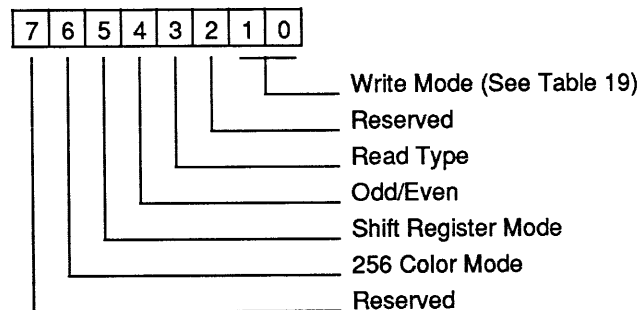 7 6 5 4 3 2 1 0
Write Mode (See Table 19)
Reserved
Read Type
Odd/Even
Shift Register Mode
256 Color Mode
Reserved